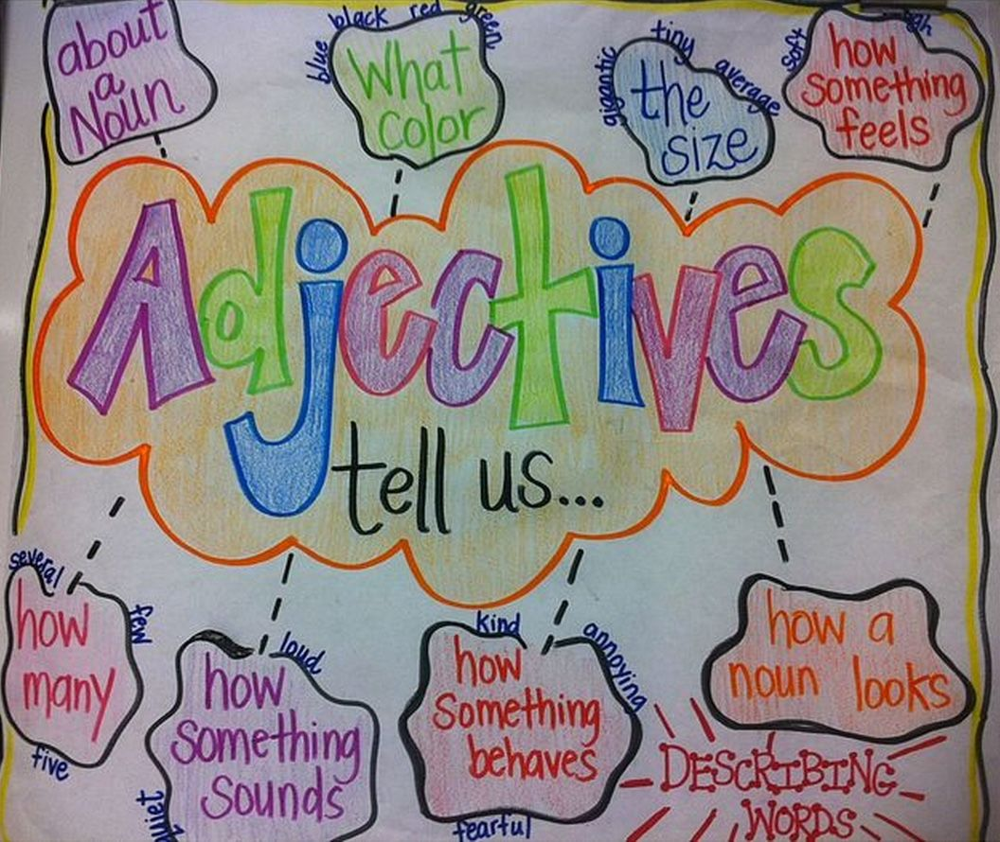 about
a
Noun
blue black red green
What
color
gigantic tiny average
the
size
soft
how
something
feels
Adjectives
tell us...
several
how
many
few
five
loud
how
something
sounds
quiet
kind
annoying
how
something
behaves
fearful
how a
noun looks
DESCRIBING
WORDS